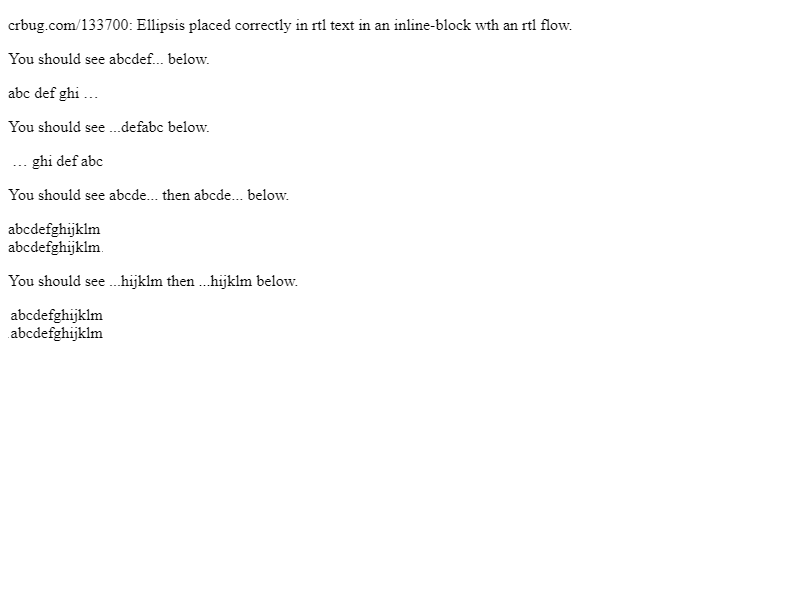 crbug.com/133700: Ellipsis placed correctly in rtl text in an inline-block wth an rtl flow.
You should see abcdef... below.
abc def ghi …
You should see ...defabc below.
… ghi def abc
You should see abcde... then abcde... below.
abcdefghijklm
abcdefghijklm
You should see ...hijklm then ...hijklm below.
abcdefghijklm
abcdefghijklm